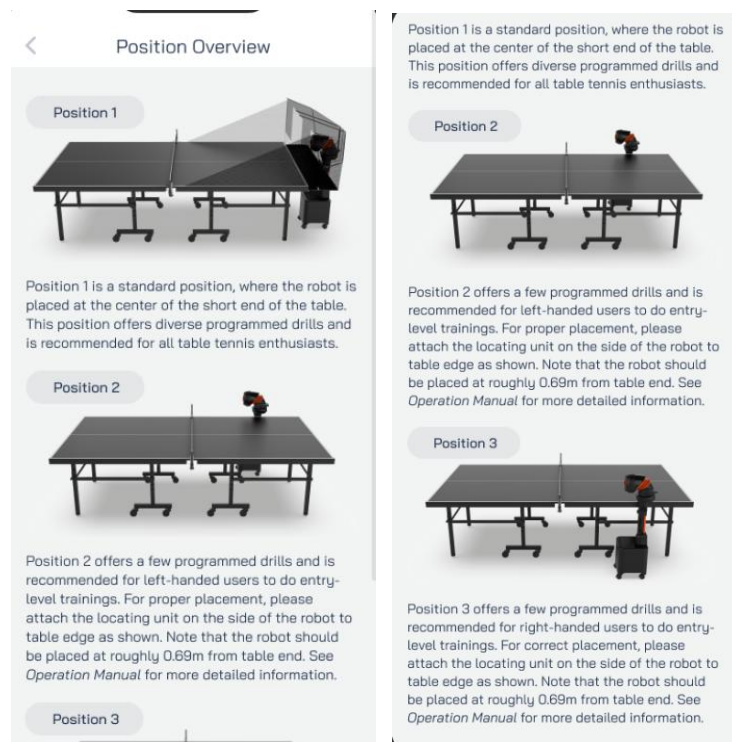 Position Overview
Position 1
Position 1 is a standard position, where the robot is
placed at the center of the short end of the table.
This position offers diverse programmed drills and
is recommended for all table tennis enthusiasts.
Position 2
Position 2 offers a few programmed drills and is
recommended for left-handed users to do entry-
level trainings. For proper placement, please
attach the locating unit on the side of the robot to
table edge as shown. Note that the robot should
be placed at roughly 0.69m from table end. See
Operation Manual for more detailed information.
Position 3
Position 1 is a standard position, where the robot is
placed at the center of the short end of the table.
This position offers diverse programmed drills and
is recommended for all table tennis enthusiasts.
Position 2
Position 2 offers a few programmed drills and is
recommended for left-handed users to do entry-
level trainings. For proper placement, please
attach the locating unit on the side of the robot to
table edge as shown. Note that the robot should
be placed at roughly 0.69m from table end. See
Operation Manual for more detailed information.
Position 3
Position 3 offers a few programmed drills and is
recommended for right-handed users to do entry-
level trainings. For correct placement, please
attach the locating unit on the side of the robot to
table edge as shown. Note that the robot should
be placed at roughly 0.69m from table end. See
Operation Manual for more detailed information.